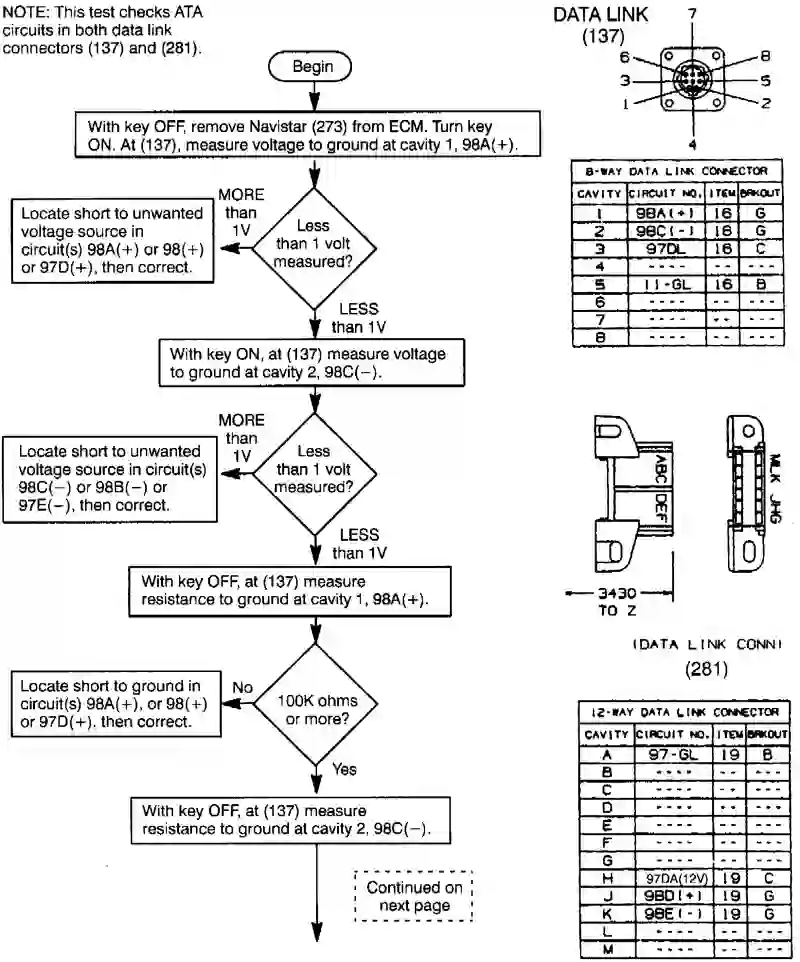 NOTE: This test checks ATA
circuits in both data link
connectors (137) and (281).
Begin
With key OFF, remove Navistar (273) from ECM. Turn key
ON. At (137), measure voltage to ground at cavity 1, 98A(+).
MORE
than
1V
Less
than 1 volt
measured?
Locate short to unwanted
voltage source in
circuit(s) 98A(+) or 98(+)
or 97D(+), then correct.
LESS
than 1V
With key ON, at (137) measure voltage
to ground at cavity 2, 98C(−).
MORE
than
1V
Less
than 1 volt
measured?
Locate short to unwanted
voltage source in circuit(s)
98C(−) or 98B(−) or
97E(−), then correct.
LESS
than 1V
With key OFF, at (137) measure
resistance to ground at cavity 1, 98A(+).
No
100K ohms
or more?
Locate short to ground in
circuit(s) 98A(+), or 98(+)
or 97D(+). then correct.
Yes
With key OFF, at (137) measure
resistance to ground at cavity 2, 98C(−).
Continued on
next page
DATA LINK
(137)
7
6
8
3
5
1
2
4
8-WAY DATA LINK CONNECTOR
CAVITY CIRCUIT NO. ITEM BRKOUT
1 98A(+) 16 G
2 98C(-) 16 G
3 97DL 16 C
4 ---- -- ---
5 11-GL 16 B
6 ---- -- ---
7 ---- -- ---
8 ---- -- ---
ABC DEF
MLK JHG
3430
TO Z
(DATA LINK CONN)
(281)
12-WAY DATA LINK CONNECTOR
CAVITY CIRCUIT NO. ITEM BRKOUT
A 97-GL 19 B
B ---- -- ---
C ---- -- ---
D ---- -- ---
E ---- -- ---
F ---- -- ---
G ---- -- ---
H 97DA(12V) 19 C
J 98D(+) 19 G
K 98E(-) 19 G
L ---- -- ---
M ---- -- ---